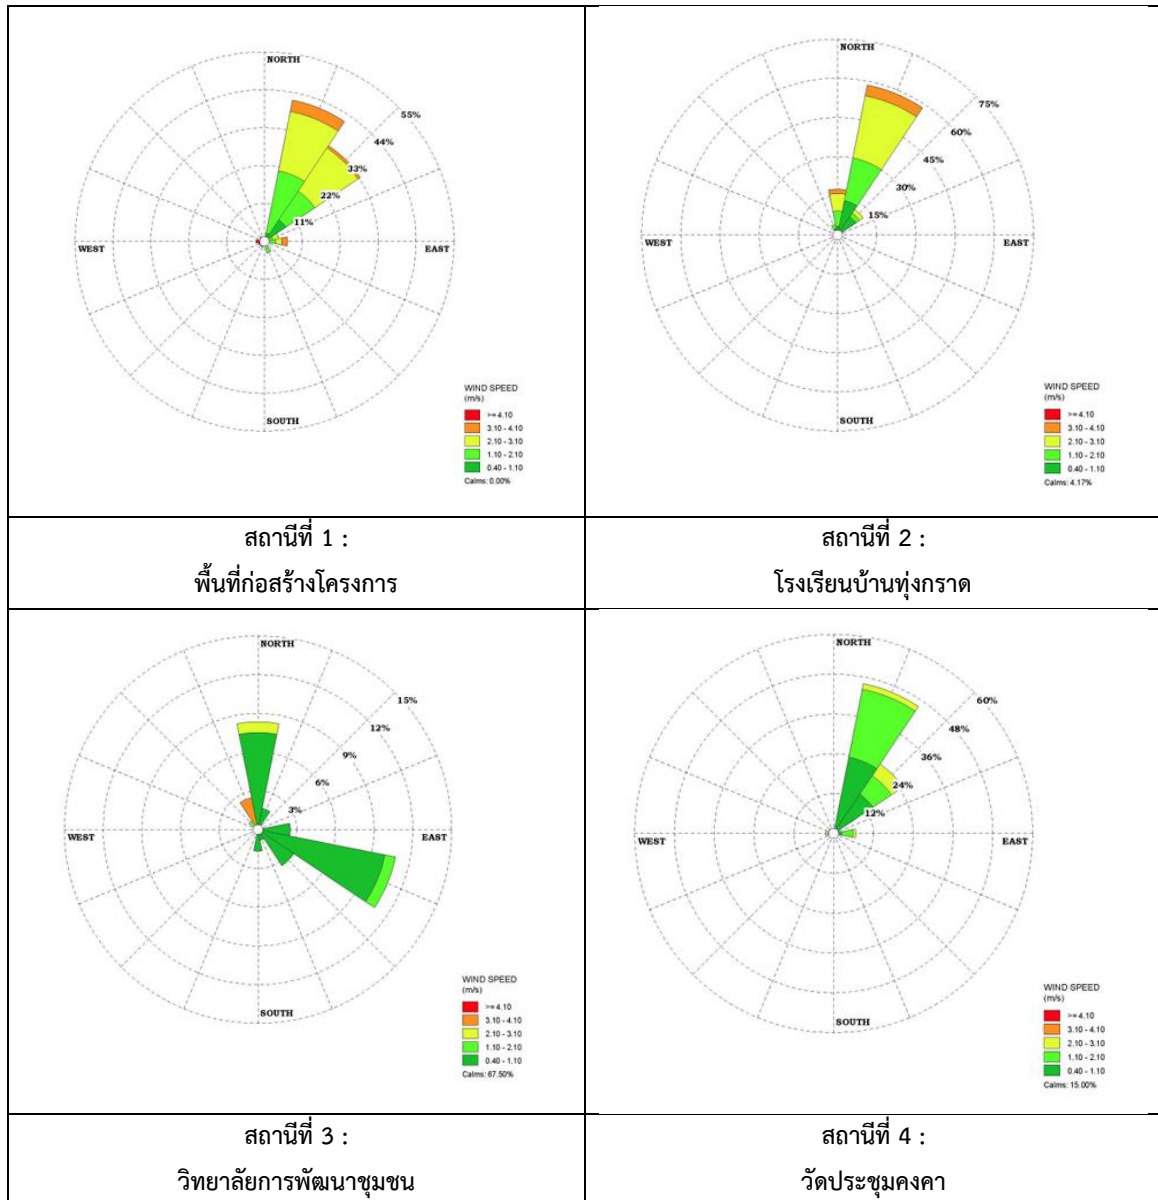 NORTH
55%
44%
33%
22%
11%
WEST
EAST
WIND SPEED
(m/s)
>= 4.10
3.10 - 4.10
2.10 - 3.10
1.10 - 2.10
0.40 - 1.10
Calms: 0.00%
SOUTH
NORTH
75%
60%
45%
30%
15%
WEST
EAST
WIND SPEED
(m/s)
>= 4.10
3.10 - 4.10
2.10 - 3.10
1.10 - 2.10
0.40 - 1.10
Calms: 4.17%
SOUTH
สถานีที่ 1 :
พื้นที่ก่อสร้างโครงการ
สถานีที่ 2 :
โรงเรียนบ้านทุ่งกราด
NORTH
15%
12%
9%
6%
3%
WEST
EAST
WIND SPEED
(m/s)
>= 4.10
3.10 - 4.10
2.10 - 3.10
1.10 - 2.10
0.40 - 1.10
Calms: 67.50%
SOUTH
NORTH
60%
48%
36%
24%
12%
WEST
EAST
WIND SPEED
(m/s)
>= 4.10
3.10 - 4.10
2.10 - 3.10
1.10 - 2.10
0.40 - 1.10
Calms: 15.00%
SOUTH
สถานีที่ 3 :
วิทยาลัยการพัฒนาชุมชน
สถานีที่ 4 :
วัดประชุมคงคา